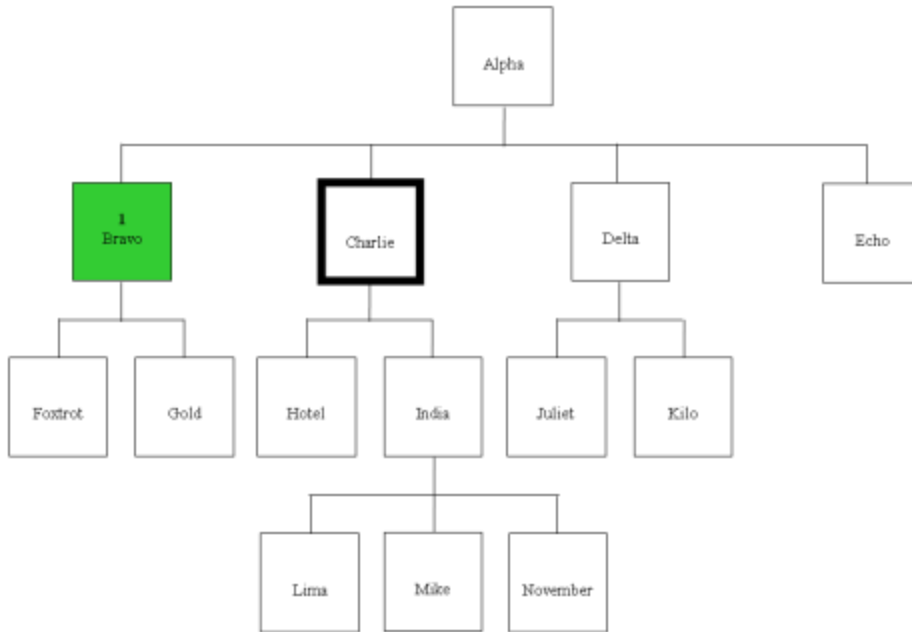 Alpha
1
Bravo
Charlie
Delta
Echo
Foxtrot
Gold
Hotel
India
Juliet
Kilo
Lima
Mike
November